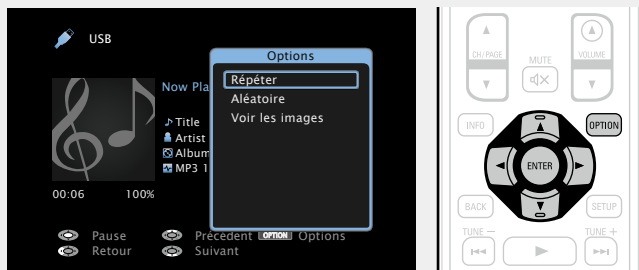 USB
Options
Répéter
Aléatoire
Voir les images
Now Pla
Title
Artist
Album
MP3 1
00:06 100%
Pause Précédent OPTION Options
Retour Suivant
CH/PAGE MUTE VOLUME
INFO OPTION
ENTER
BACK SETUP
TUNE – TUNE +